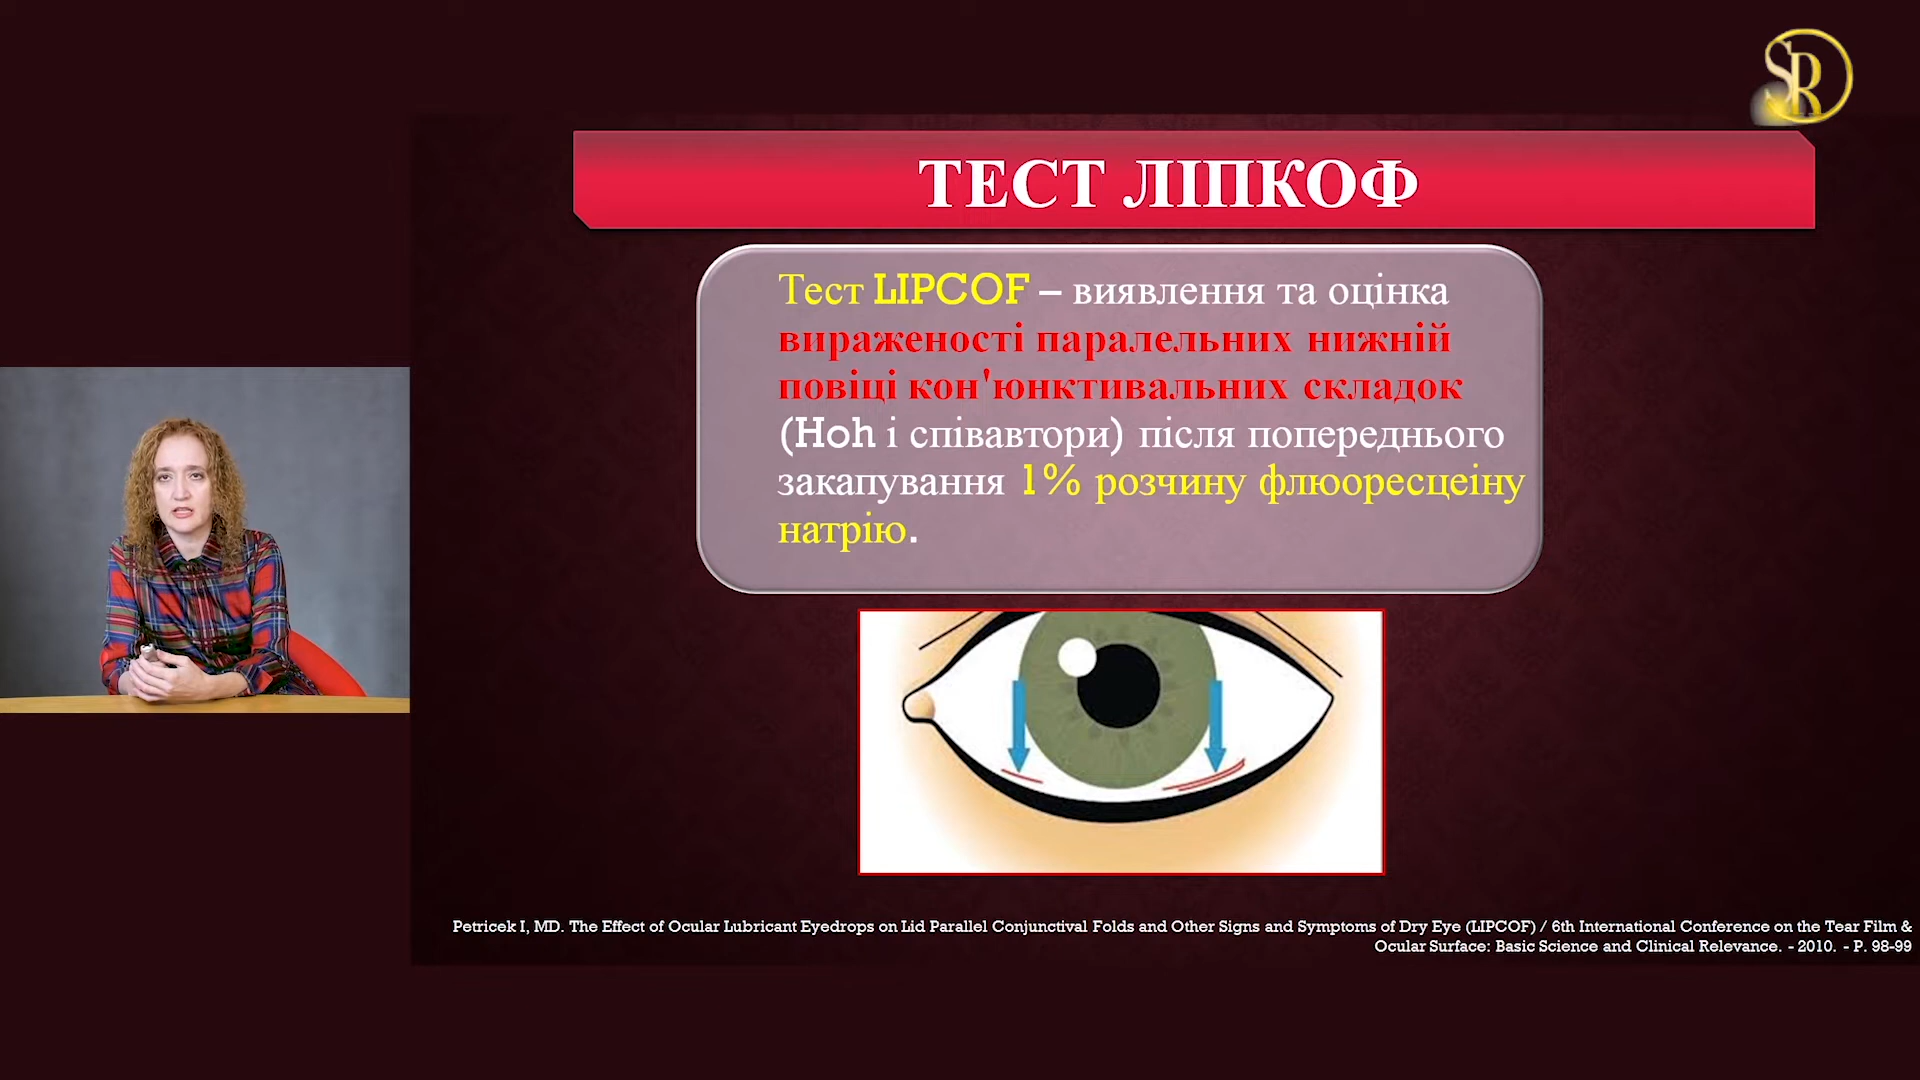 SR
ТЕСТ ЛІПКОФ
Тест LIPCOF – виявлення та оцінка
вираженості паралельних нижній
повіці кон'юнктивальних складок
(Hoh і співавтори) після попереднього
закапування 1% розчину флюоресцеіну
натрію.
Petricek I, MD. The Effect of Ocular Lubricant Eyedrops on Lid Parallel Conjunctival Folds and Other Signs and Symptoms of Dry Eye (LIPCOF) / 6th International Conference on the Tear Film &
Ocular Surface: Basic Science and Clinical Relevance. - 2010. - P. 98-99